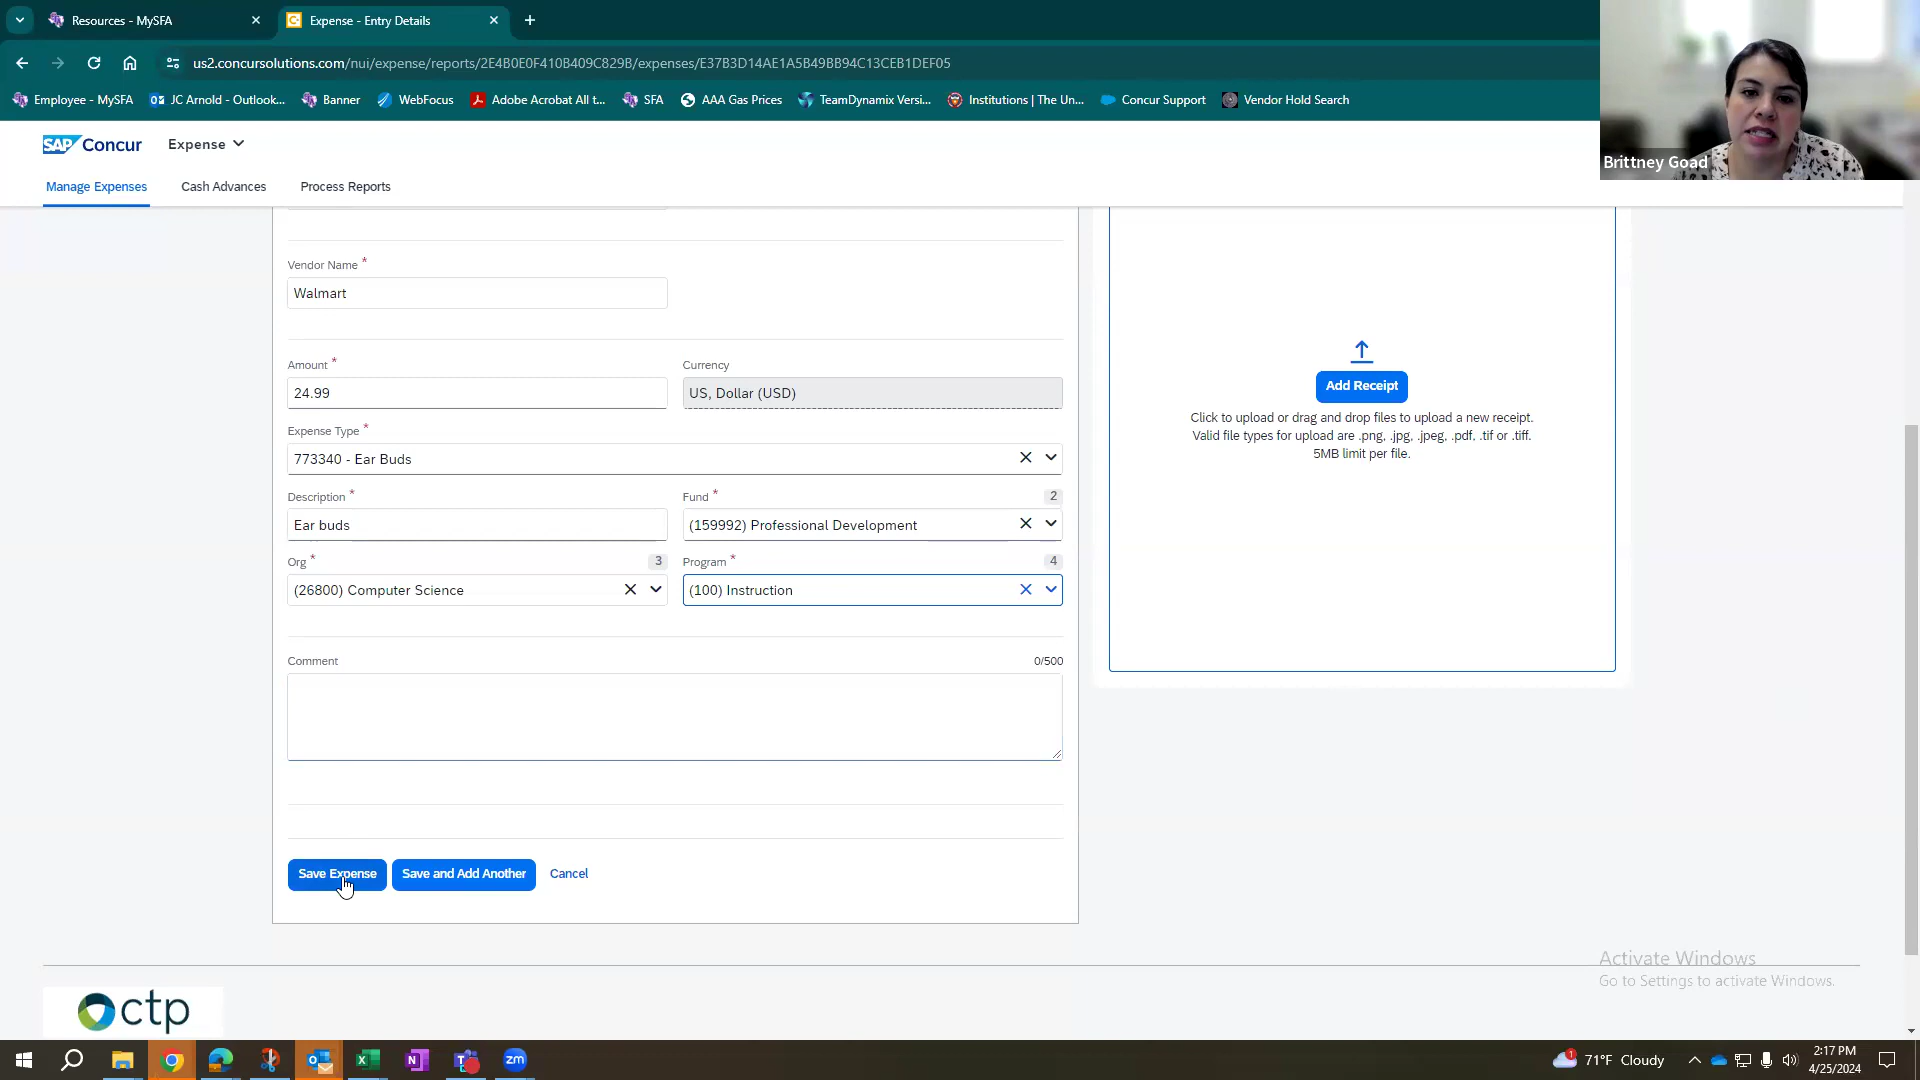 Resources - MySFA
Expense - Entry Details
us2.concursolutions.com/nui/expense/reports/2E4B0E0F410B409C829B/expenses/E37B3D14AE1A5B49BB94C13CEB1DEF05
Employee - MySFA JC Arnold - Outlook... Banner WebFocus Adobe Acrobat All t... SFA AAA Gas Prices TeamDynamix Versi... Institutions | The Un... Concur Support Vendor Hold Search
SAP Concur Expense
Brittney Goad
Manage Expenses Cash Advances Process Reports
Vendor Name *
Walmart
Amount * Currency
24.99 US, Dollar (USD)
Expense Type *
773340 - Ear Buds
Description * Fund * 2
Ear buds (159992) Professional Development
Org * 3 Program * 4
(26800) Computer Science (100) Instruction
Comment 0/500
Save Expense Save and Add Another Cancel
Add Receipt
Click to upload or drag and drop files to upload a new receipt.
Valid file types for upload are .png, .jpg, .jpeg, .pdf, .tif or .tiff.
5MB limit per file.
Activate Windows
Go to Settings to activate Windows.
ctp
1 71°F Cloudy
2:17 PM
4/25/2024